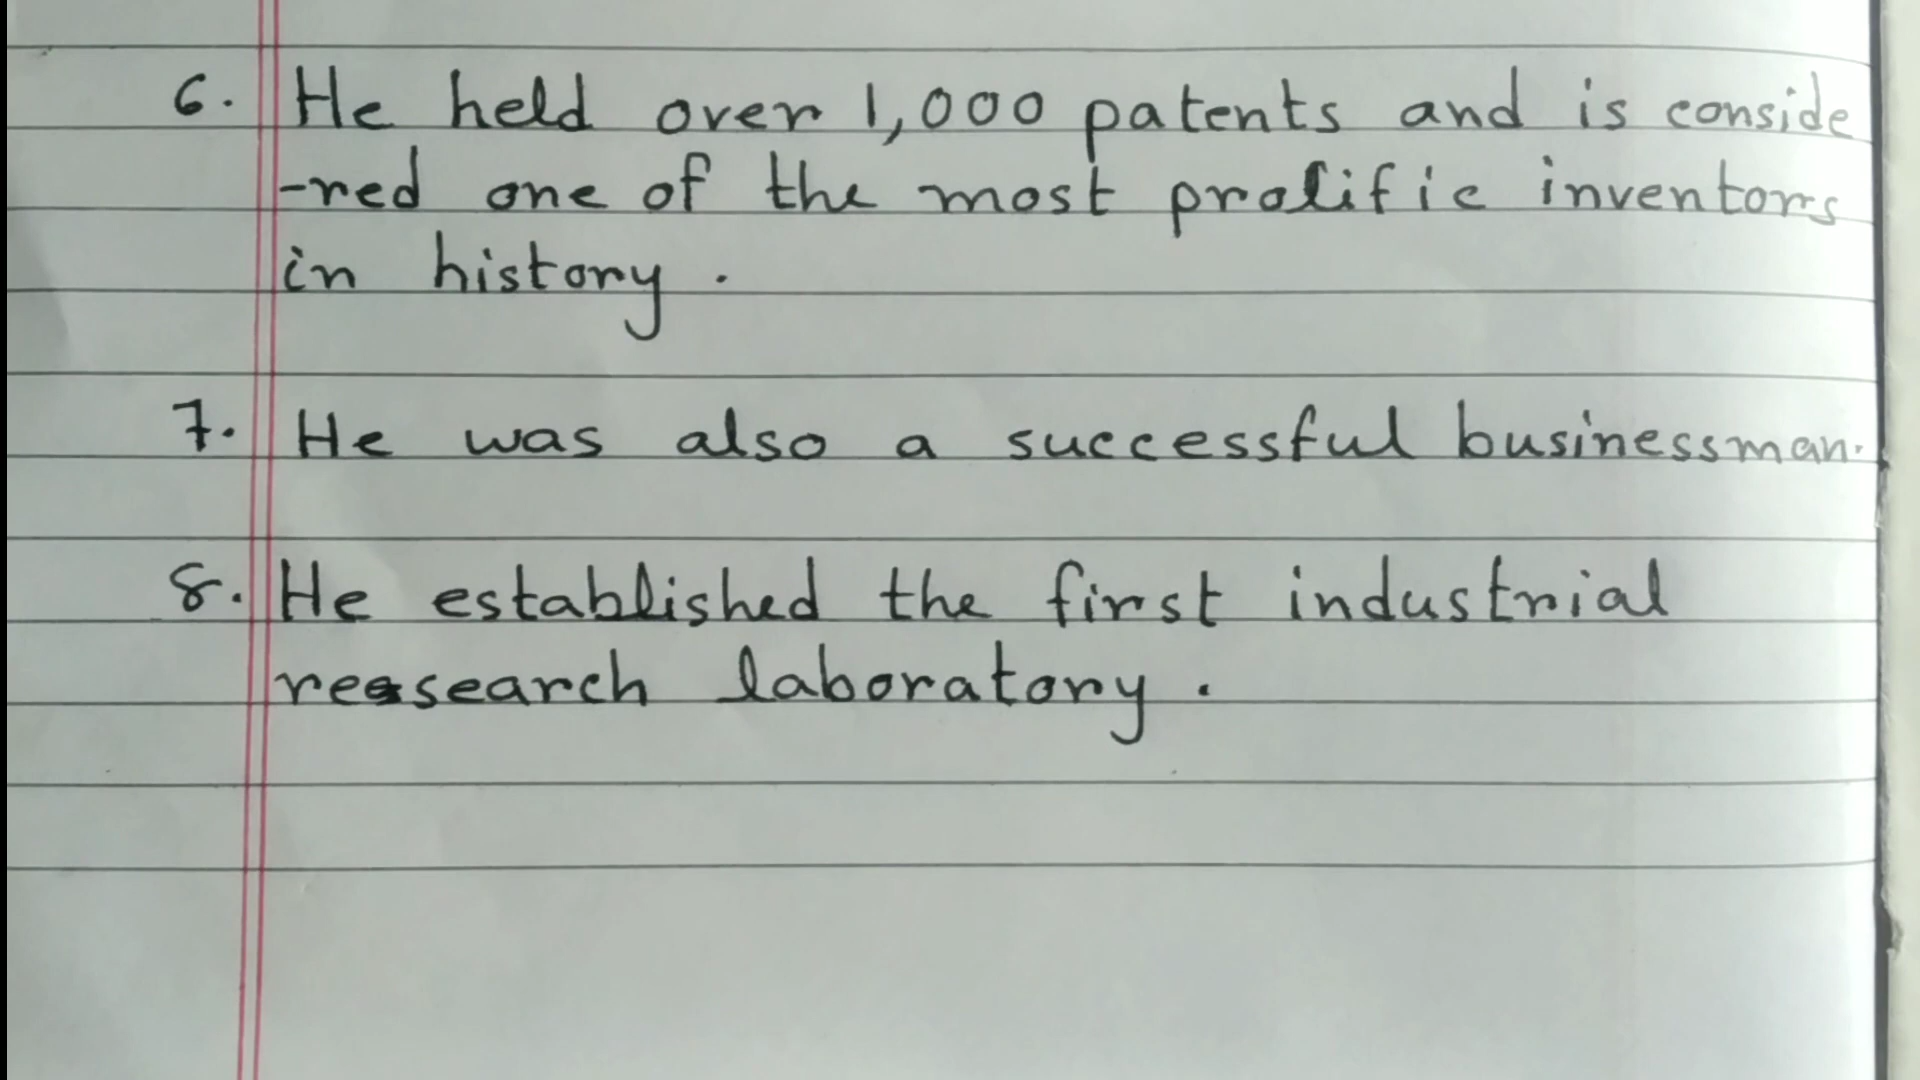 6. He held over 1,000 patents and is conside
-red one of the most prolific inventors
in history.
7. He was also a successful businessman.
8. He established the first industrial
research laboratory.